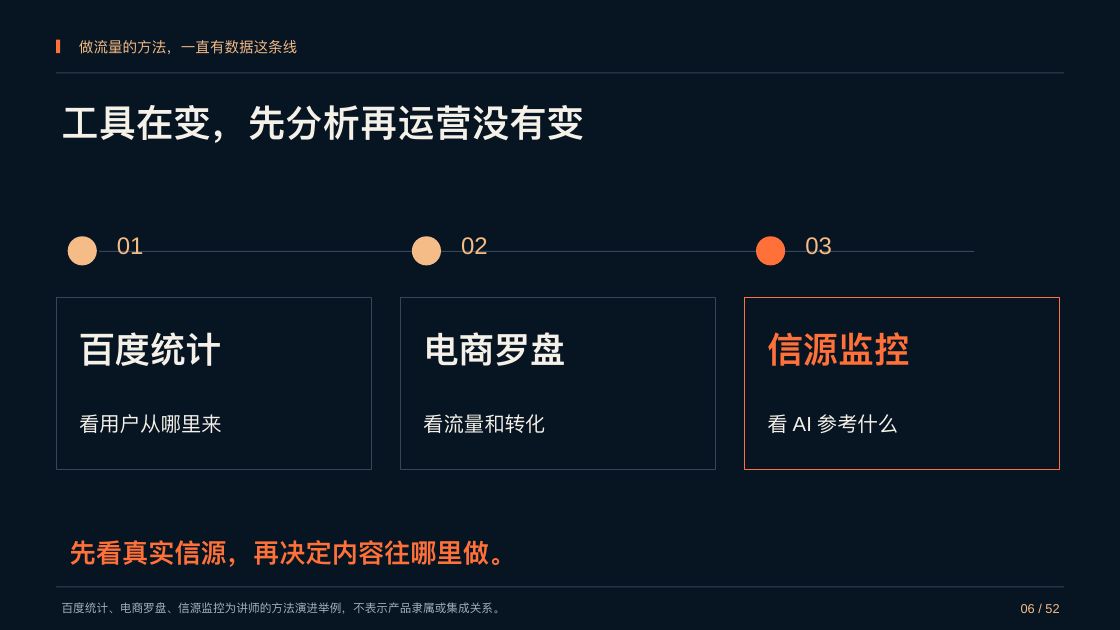 做流量的方法，一直有数据这条线
工具在变，先分析再运营没有变
01
02
03
百度统计
电商罗盘
信源监控
看用户从哪里来
看流量和转化
看 AI 参考什么
先看真实信源，再决定内容往哪里做。
百度统计、电商罗盘、信源监控为讲师的方法演进举例，不表示产品隶属或集成关系。
06 / 52